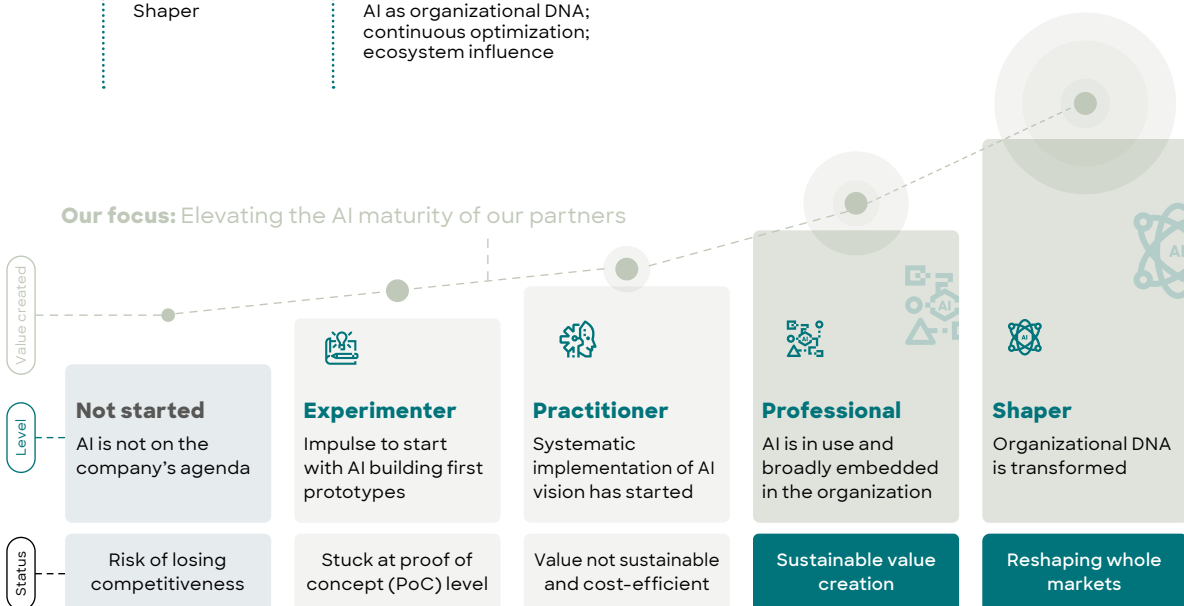 Shaper
AI as organizational DNA;
continuous optimization;
ecosystem influence
Our focus: Elevating the AI maturity of our partners
Value created
Level
Status
Not started
AI is not on the
company's agenda
Experimenter
Impulse to start
with AI building first
prototypes
Practitioner
Systematic
implementation of AI
vision has started
AI
AI
Professional
AI is in use and
broadly embedded
in the organization
AI
AI
Shaper
Organizational DNA
is transformed
Risk of losing
competitiveness
Stuck at proof of
concept (PoC) level
Value not sustainable
and cost-efficient
Sustainable value
creation
Reshaping whole
markets